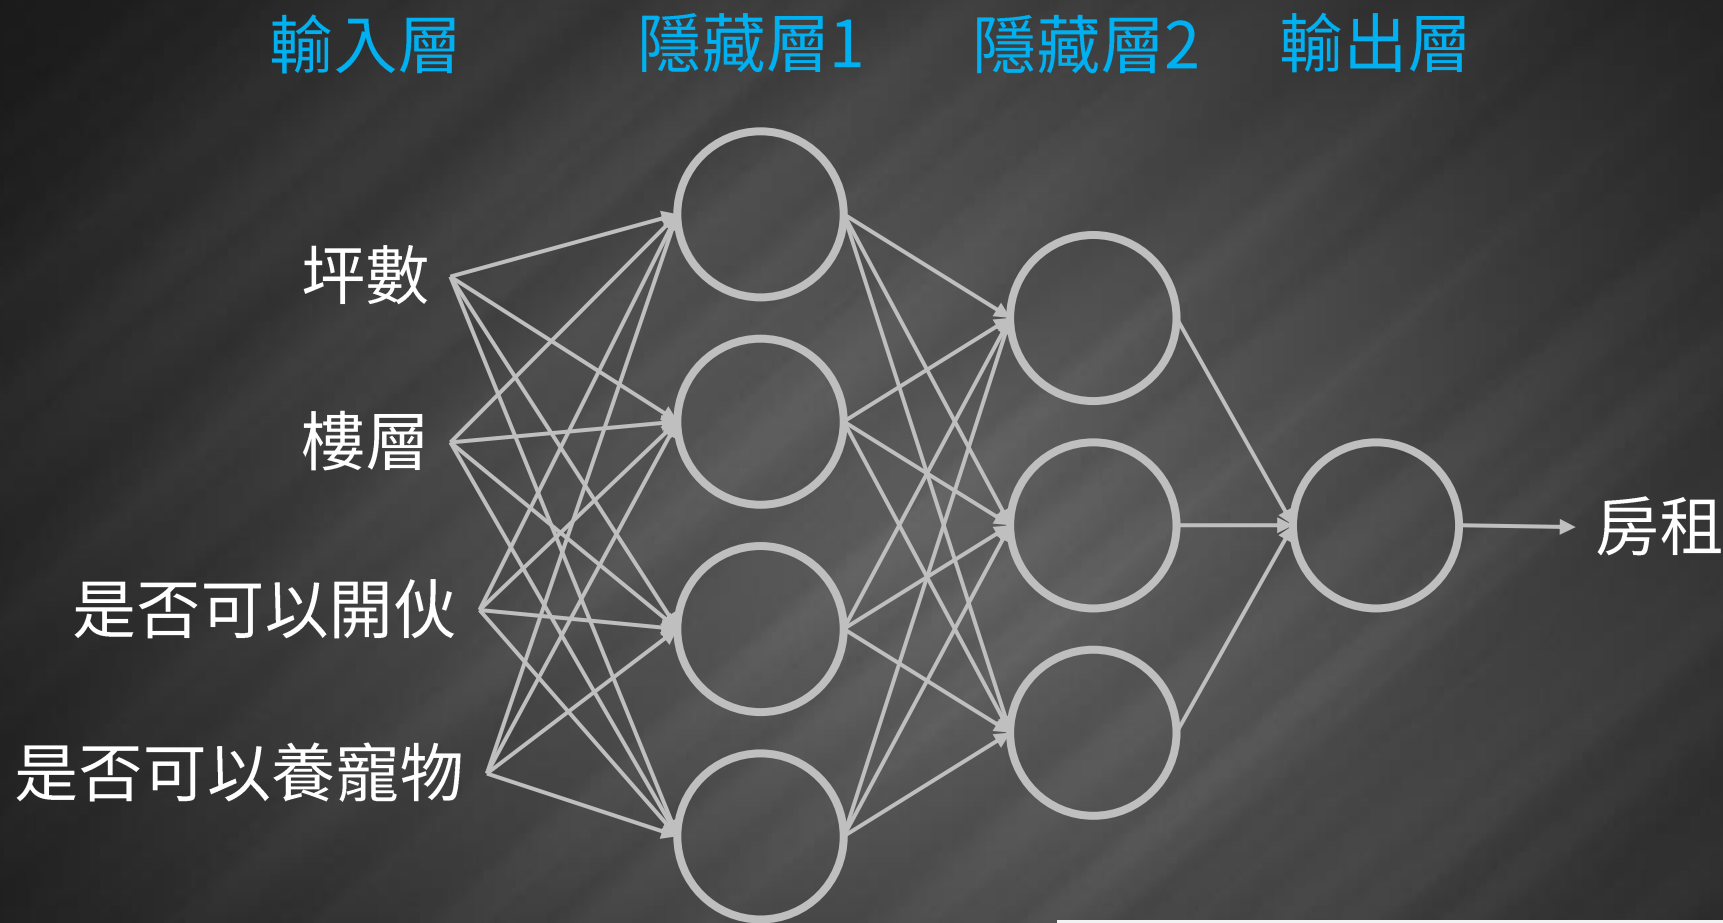 輸入層
隱藏層1
隱藏層2
輸出層
坪數
樓層
是否可以開伙
是否可以養寵物
房租